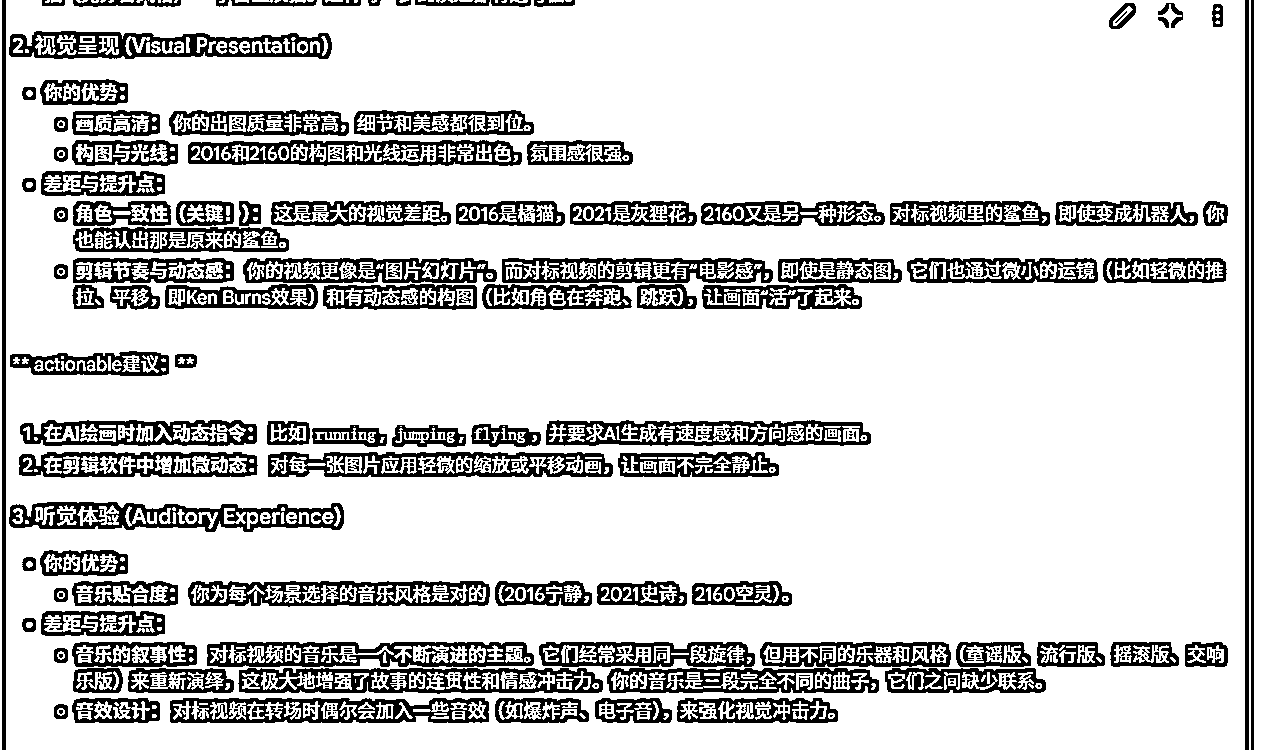 2. 视觉呈现 (Visual Presentation)
你的优势：
画质高清： 你的出图质量非常高，细节和美感都很到位。
构图与光线： 2016和2160的构图和光线运用非常出色，氛围感很强。
差距与提升点：
角色一致性（关键！）： 这是最大的视觉差距。2016是橘猫，2021是灰狸花，2160又是另一种形态。对标视频里的鲨鱼，即使变成机器人，你
也能认出那是原来的鲨鱼。
剪辑节奏与动态感： 你的视频更像是“图片幻灯片”。而对标视频的剪辑更有“电影感”，即使是静态图，它们也通过微小的运镜（比如轻微的推
拉、平移，即Ken Burns效果）和有动态感的构图（比如角色在奔跑、跳跃），让画面“活”了起来。
** actionable建议：**
1. 在AI绘画时加入动态指令： 比如 running, jumping, flying，并要求AI生成有速度感和方向感的画面。
2. 在剪辑软件中增加微动态： 对每一张图片应用轻微的缩放或平移动画，让画面不完全静止。
3. 听觉体验 (Auditory Experience)
你的优势：
音乐贴合度： 你为每个场景选择的音乐风格是对的（2016宁静，2021史诗，2160空灵）。
差距与提升点：
音乐的叙事性： 对标视频的音乐是一个不断演进的主题。它们经常采用同一段旋律，但用不同的乐器和风格（童谣版、流行版、摇滚版、交响
乐版）来重新演绎，这极大地增强了故事的连贯性和情感冲击力。你的音乐是三段完全不同的曲子，它们之间缺少联系。
音效设计： 对标视频在转场时偶尔会加入一些音效（如爆炸声、电子音），来强化视觉冲击力。